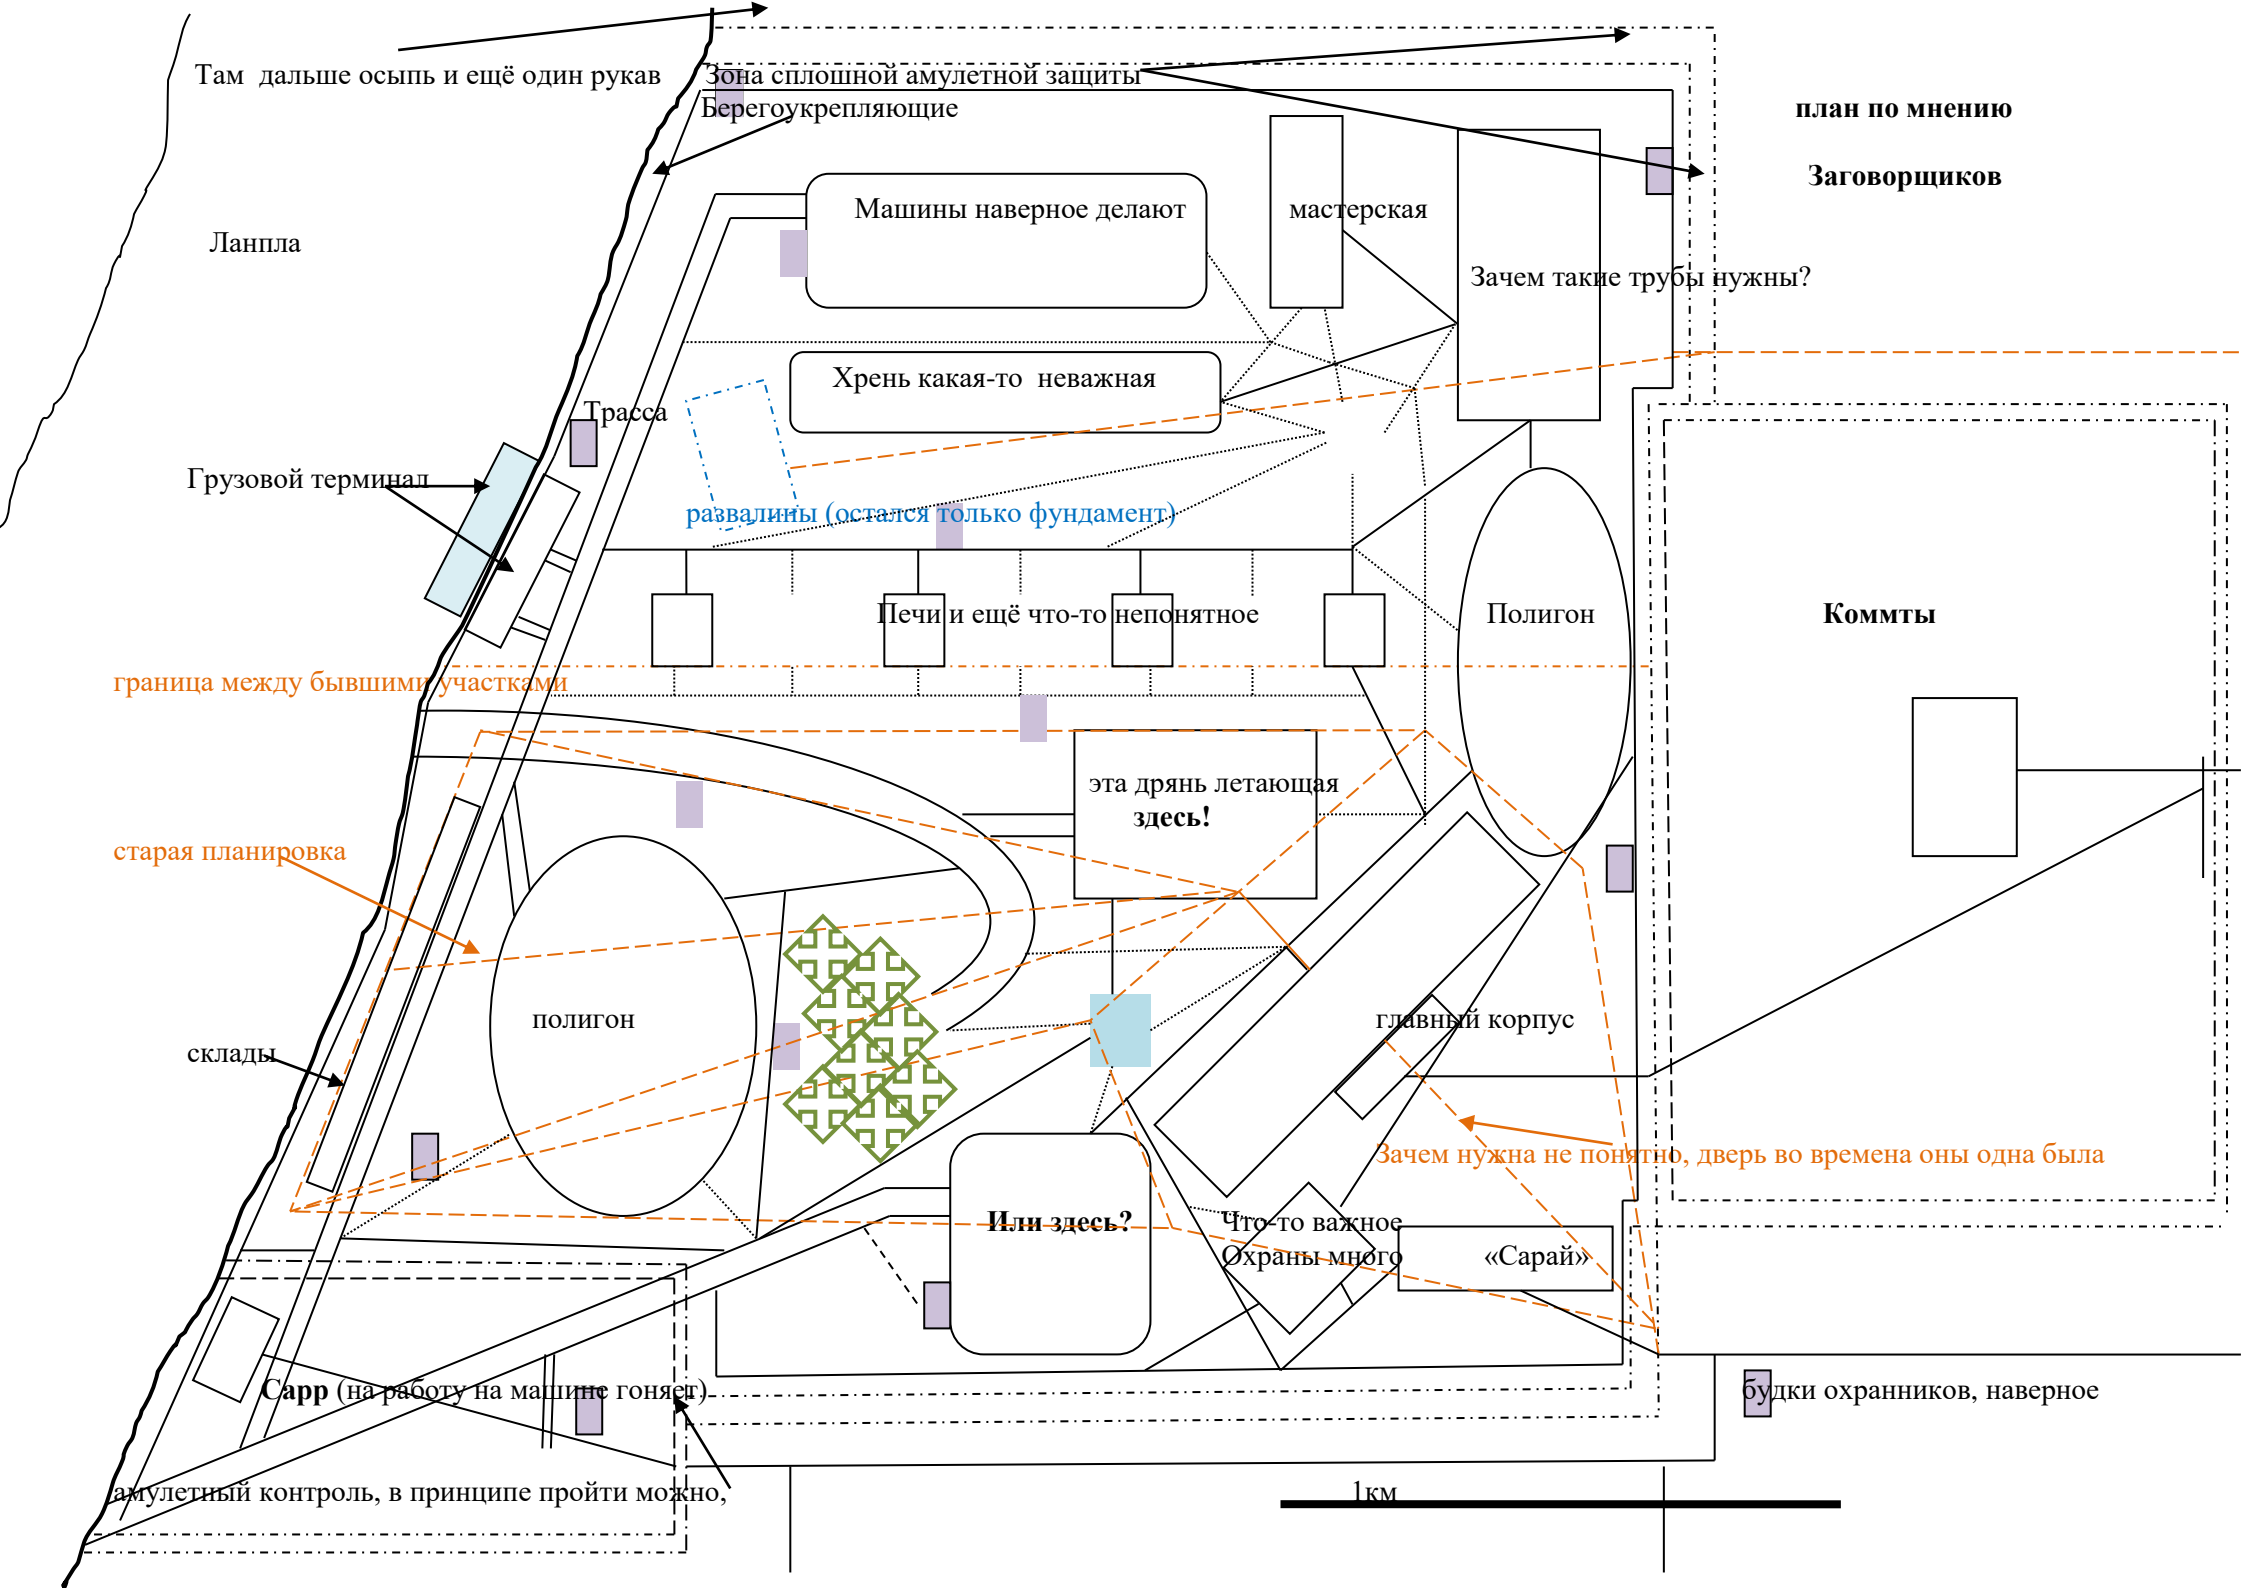 Там  дальше осыпь и ещё один рукав
Зона сплошной амулетной защиты
Берегоукрепляющие
план по мнению
Заговорщиков
Машины наверное делают
мастерская
Ланпла
Зачем такие трубы нужны?
Хрень какая-то  неважная
Трасса
Грузовой терминал
развалины (остался только фундамент)
Печи и ещё что-то непонятное
Полигон
Коммты
граница между бывшими участками
эта дрянь летающая
здесь!
старая планировка
полигон
главный корпус
склады
Зачем нужна не понятно, дверь во времена оны одна была
Или здесь?
Что-то важное
Охраны много
«Сарай»
Сарр (на работу на машине гоняет)
будки охранников, наверное
амулетный контроль, в принципе пройти можно,
1км